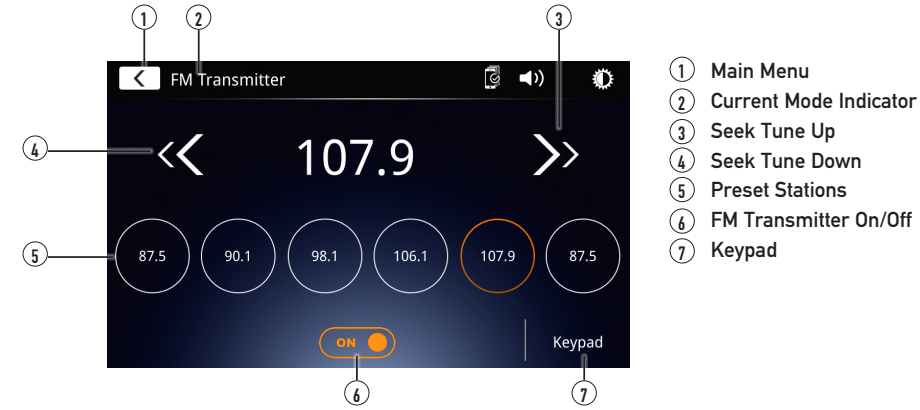 1 2 3
FM Transmitter
4 107.9
5 87.5 90.1 98.1 106.1 107.9 87.5
ON Keypad
6 7
1 Main Menu
2 Current Mode Indicator
3 Seek Tune Up
4 Seek Tune Down
5 Preset Stations
6 FM Transmitter On/Off
7 Keypad